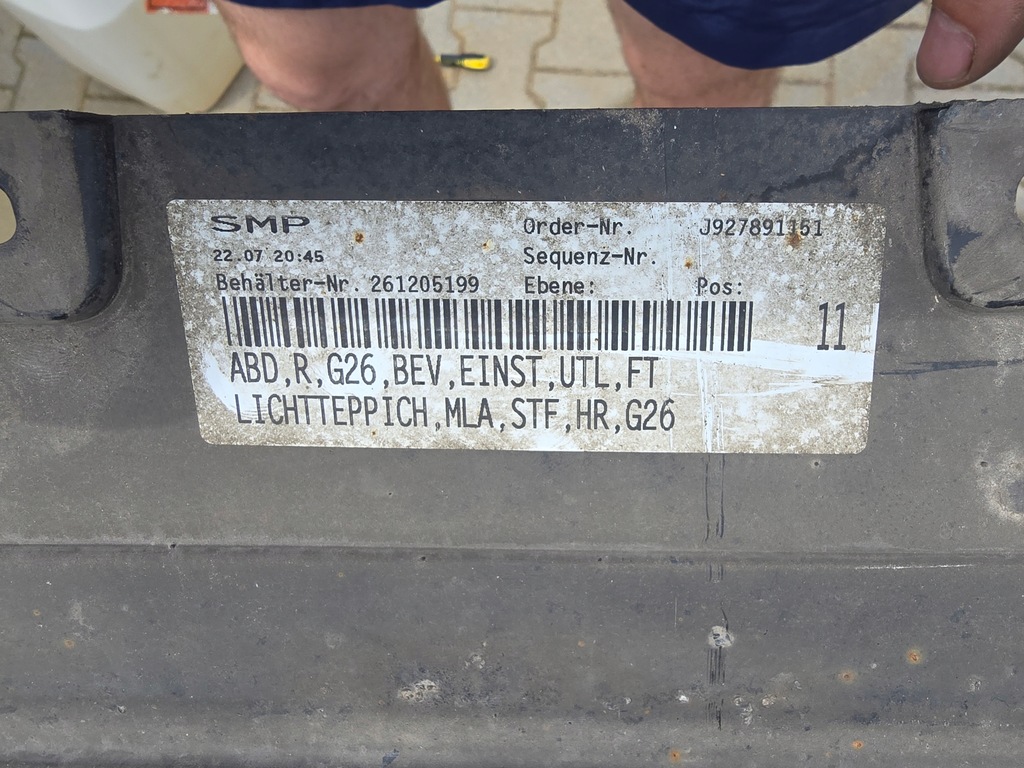 SMP
Order-Nr. J927891151
22.07 20:45
Sequenz-Nr.
Behälter-Nr. 261205199 Ebene: Pos:
11
ABD,R,G26,BEV,EINST,UTL,FT
LICHTTEPPICH,MLA,STF,HR,G26